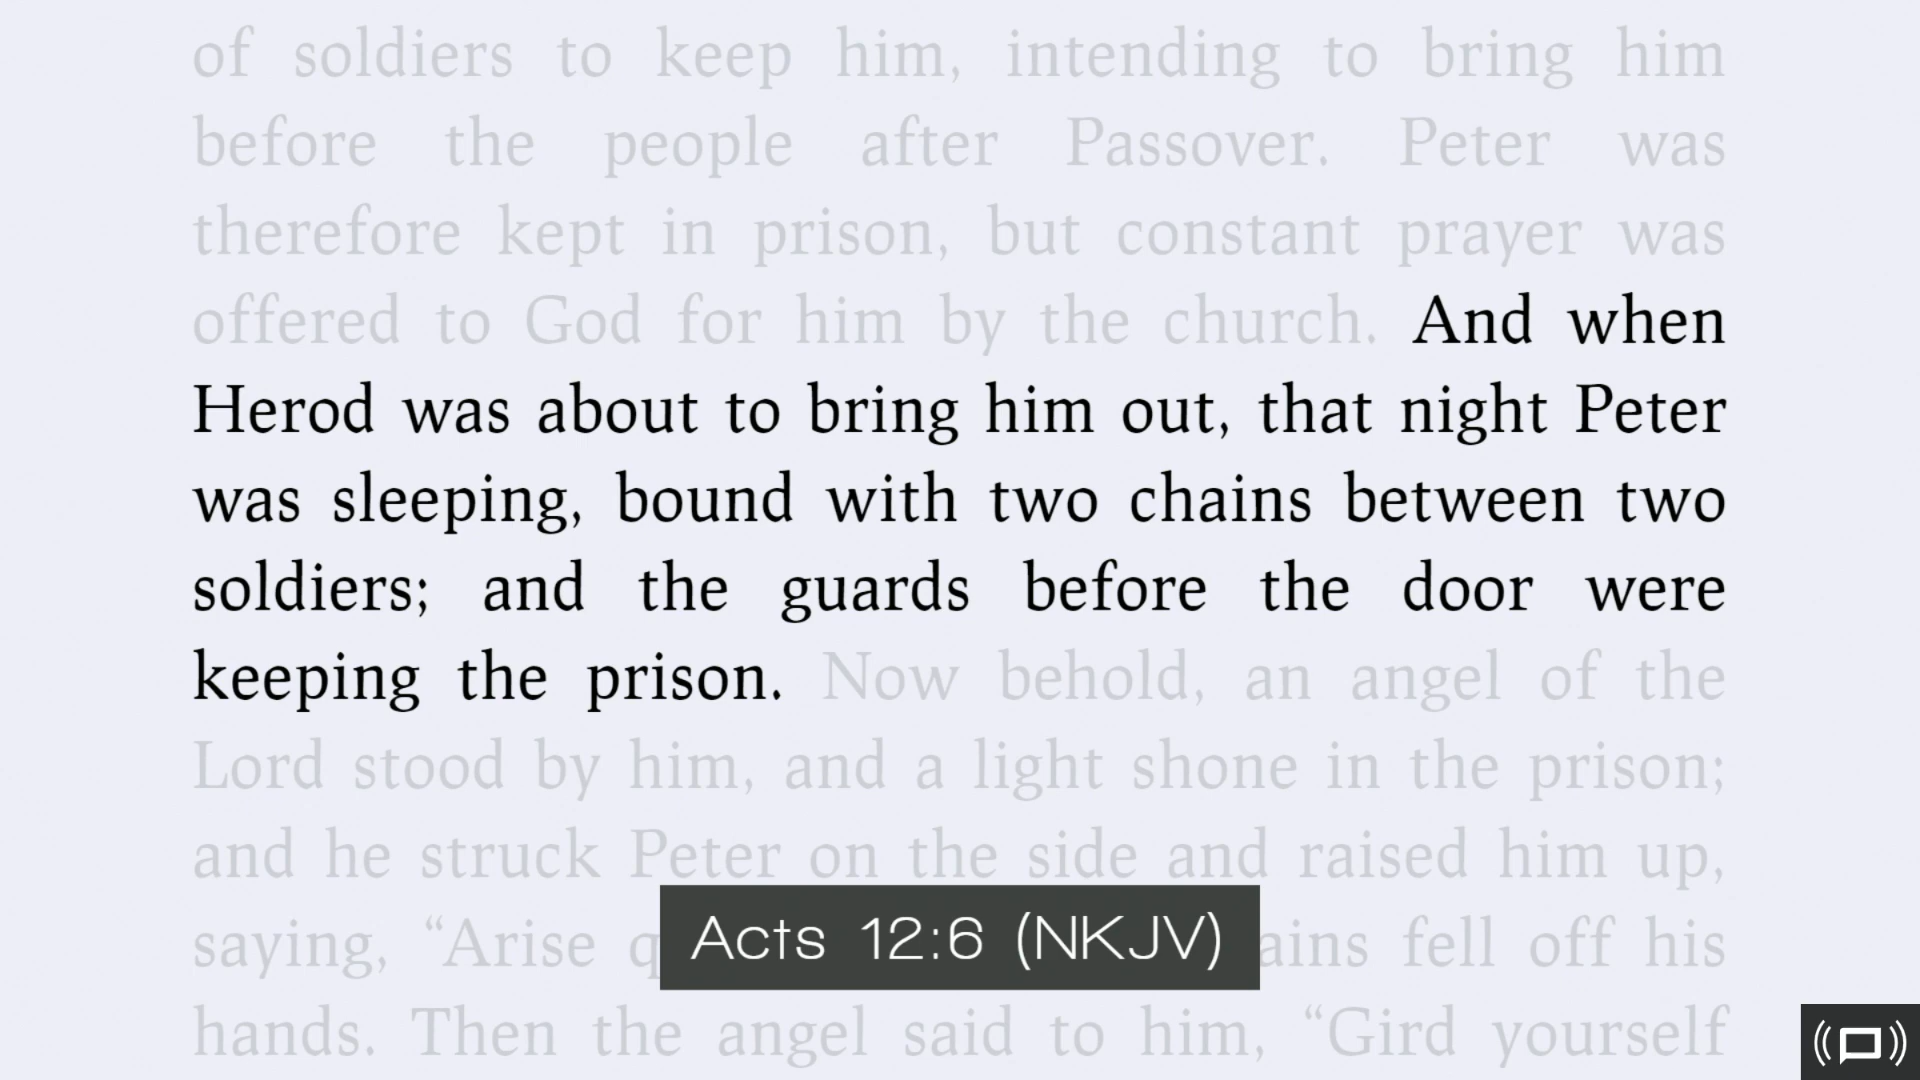 of soldiers to keep him, intending to bring him
before the people after Passover. Peter was
therefore kept in prison, but constant prayer was
offered to God for him by the church. And when
Herod was about to bring him out, that night Peter
was sleeping, bound with two chains between two
soldiers; and the guards before the door were
keeping the prison. Now behold, an angel of the
Lord stood by him, and a light shone in the prison;
and he struck Peter on the side and raised him up,
saying, “Arise fell off his
Acts 12:6 (NKJV)
hands. Then the angel said to him, “Gird yourself